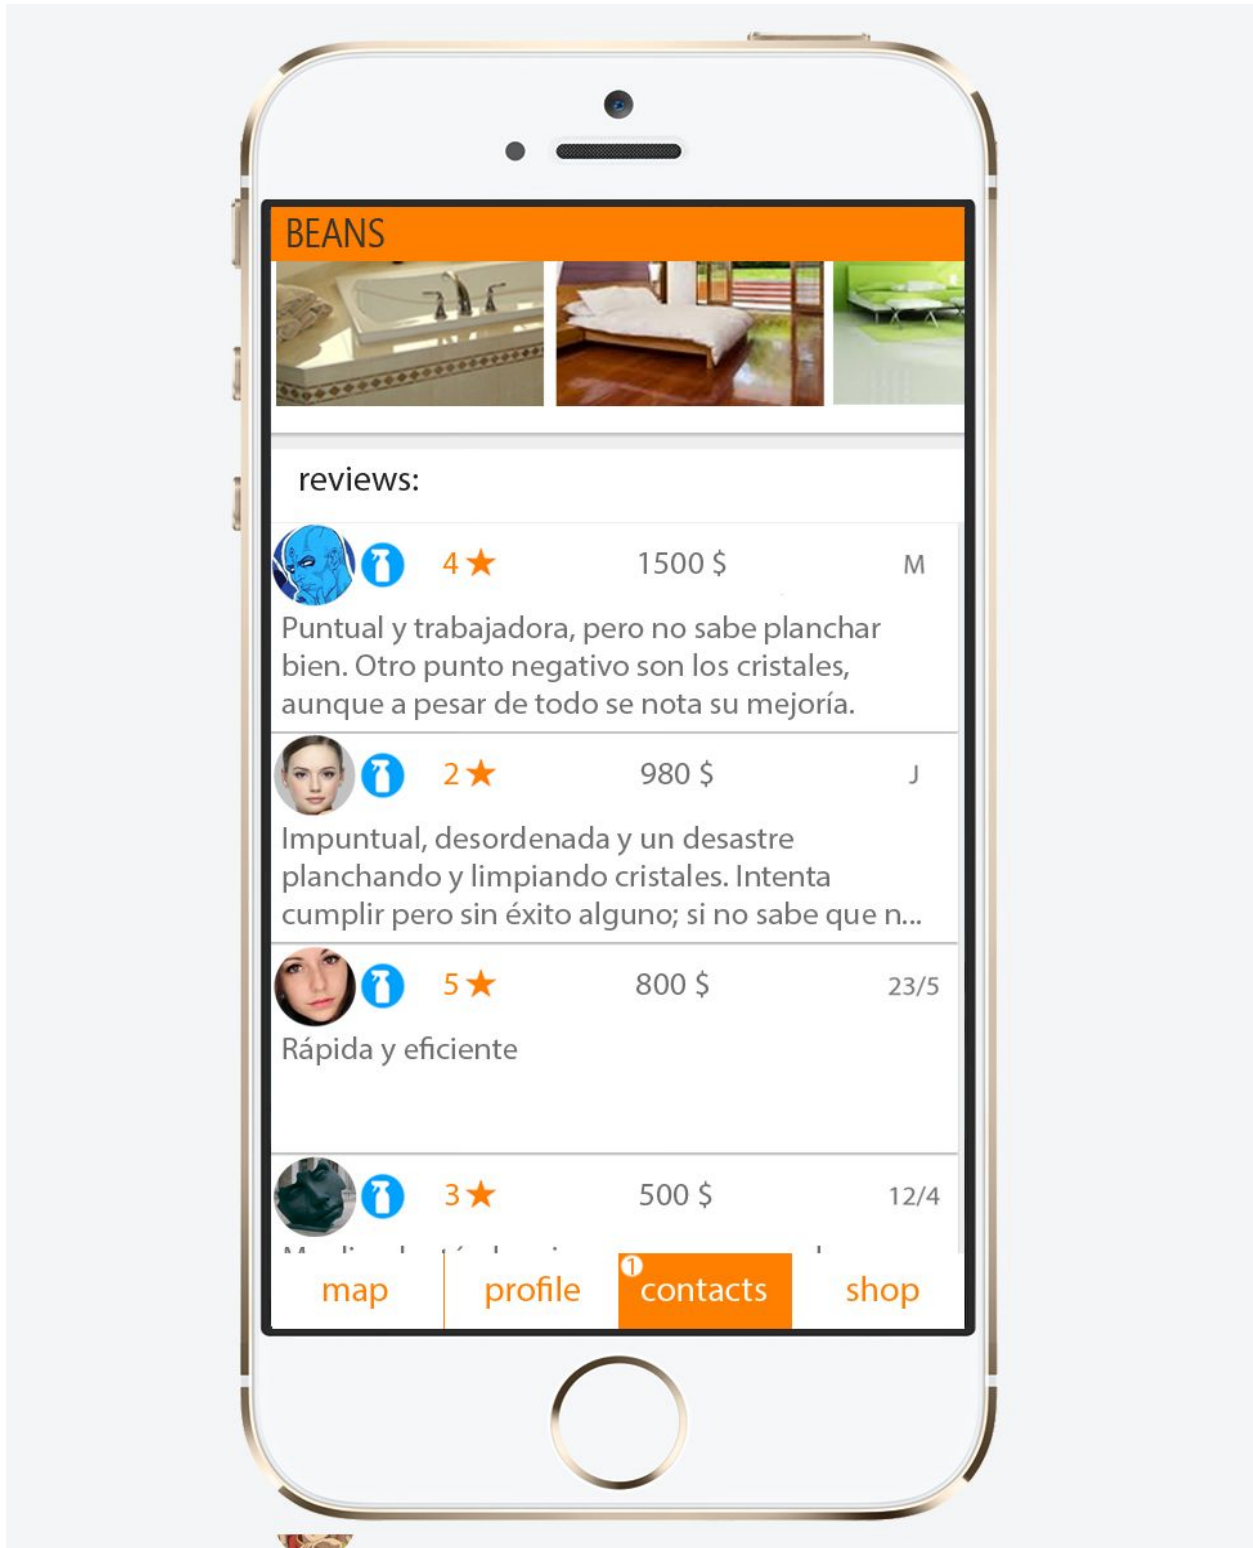 BEANS
reviews:
4 1500 $ M
Puntual y trabajadora, pero no sabe planchar
bien. Otro punto negativo son los cristales,
aunque a pesar de todo se nota su mejoría.
2 980 $ J
Impuntual, desordenada y un desastre
planchando y limpiando cristales. Intenta
cumplir pero sin éxito alguno; si no sabe que n...
5 800 $ 23/5
Rápida y eficiente
3 500 $ 12/4
1
map profile contacts shop